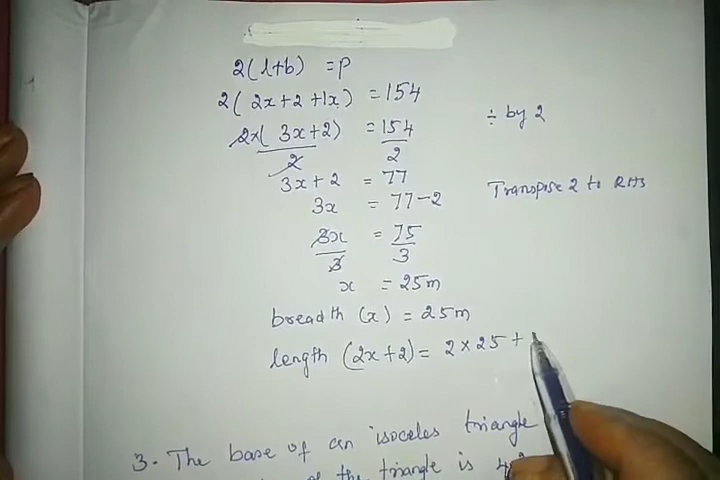 2(l+b) = P
2(2x+2+1x) = 154
2×(3x+2)/2 = 154/2 ÷ by 2
3x+2 = 77
3x = 77-2 Transpose 2 to RHS
3x/3 = 75/3
x = 25m
breadth (x) = 25m
length (2x+2) = 2×25+
3. The base of an isoceles triangle
of the triangle is